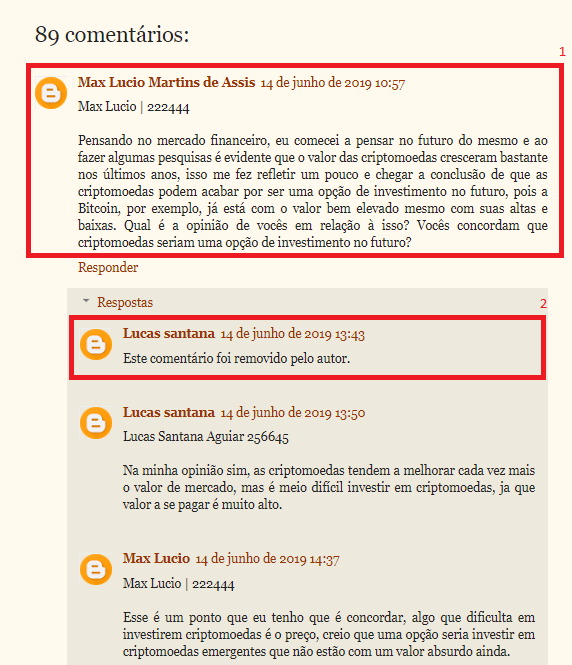 89 comentários:
1
Max Lucio Martins de Assis 14 de junho de 2019 10:57
Max Lucio | 222444
Pensando no mercado financeiro, eu comecei a pensar no futuro do mesmo e ao
fazer algumas pesquisas é evidente que o valor das criptomoedas cresceram bastante
nos últimos anos, isso me fez refletir um pouco e chegar a conclusão de que as
criptomoedas podem acabar por ser uma opção de investimento no futuro, pois a
Bitcoin, por exemplo, já está com o valor bem elevado mesmo com suas altas e
baixas. Qual é a opinião de vocês em relação à isso? Vocês concordam que
criptomoedas seriam uma opção de investimento no futuro?
Responder
Respostas
2
Lucas santana 14 de junho de 2019 13:43
Este comentário foi removido pelo autor.
Lucas santana 14 de junho de 2019 13:50
Lucas Santana Aguiar 256645
Na minha opinião sim, as criptomoedas tendem a melhorar cada vez mais
o valor de mercado, mas é meio difícil investir em criptomoedas, ja que
valor a se pagar é muito alto.
Max Lucio 14 de junho de 2019 14:37
Max Lucio | 222444
Esse é um ponto que eu tenho que é concordar, algo que dificulta em
investirem criptomoedas é o preço, creio que uma opção seria investir em
criptomoedas emergentes que não estão com um valor absurdo ainda.